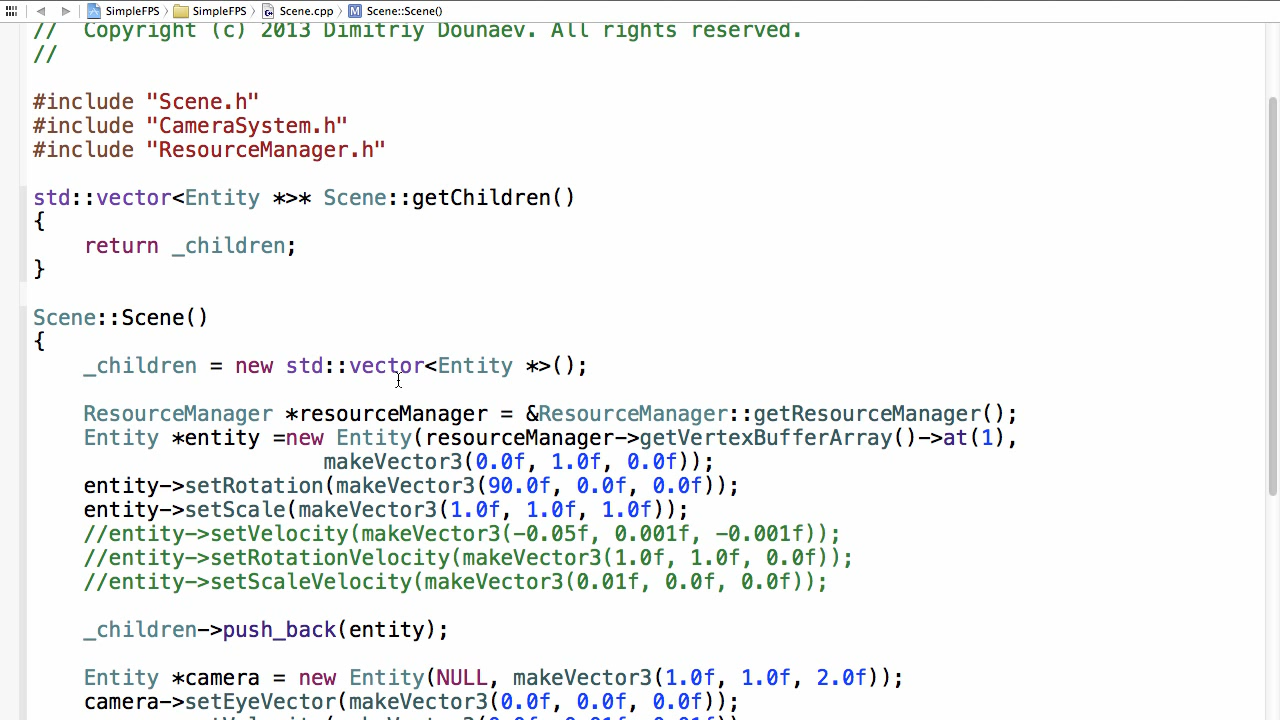 SimpleFPS SimpleFPS Scene.cpp M Scene::Scene()
// Copyright (c) 2013 Dimitriy Dounaev. All rights reserved.
//
#include "Scene.h"
#include "CameraSystem.h"
#include "ResourceManager.h"
std::vector<Entity *>* Scene::getChildren()
{
return _children;
}
Scene::Scene()
{
_children = new std::vector<Entity *>();
ResourceManager *resourceManager = &ResourceManager::getResourceManager();
Entity *entity =new Entity(resourceManager->getVertexBufferArray()->at(1),
makeVector3(0.0f, 1.0f, 0.0f));
entity->setRotation(makeVector3(90.0f, 0.0f, 0.0f));
entity->setScale(makeVector3(1.0f, 1.0f, 1.0f));
//entity->setVelocity(makeVector3(-0.05f, 0.001f, -0.001f));
//entity->setRotationVelocity(makeVector3(1.0f, 1.0f, 0.0f));
//entity->setScaleVelocity(makeVector3(0.01f, 0.0f, 0.0f));
_children->push_back(entity);
Entity *camera = new Entity(NULL, makeVector3(1.0f, 1.0f, 2.0f));
camera->setEyeVector(makeVector3(0.0f, 0.0f, 0.0f));